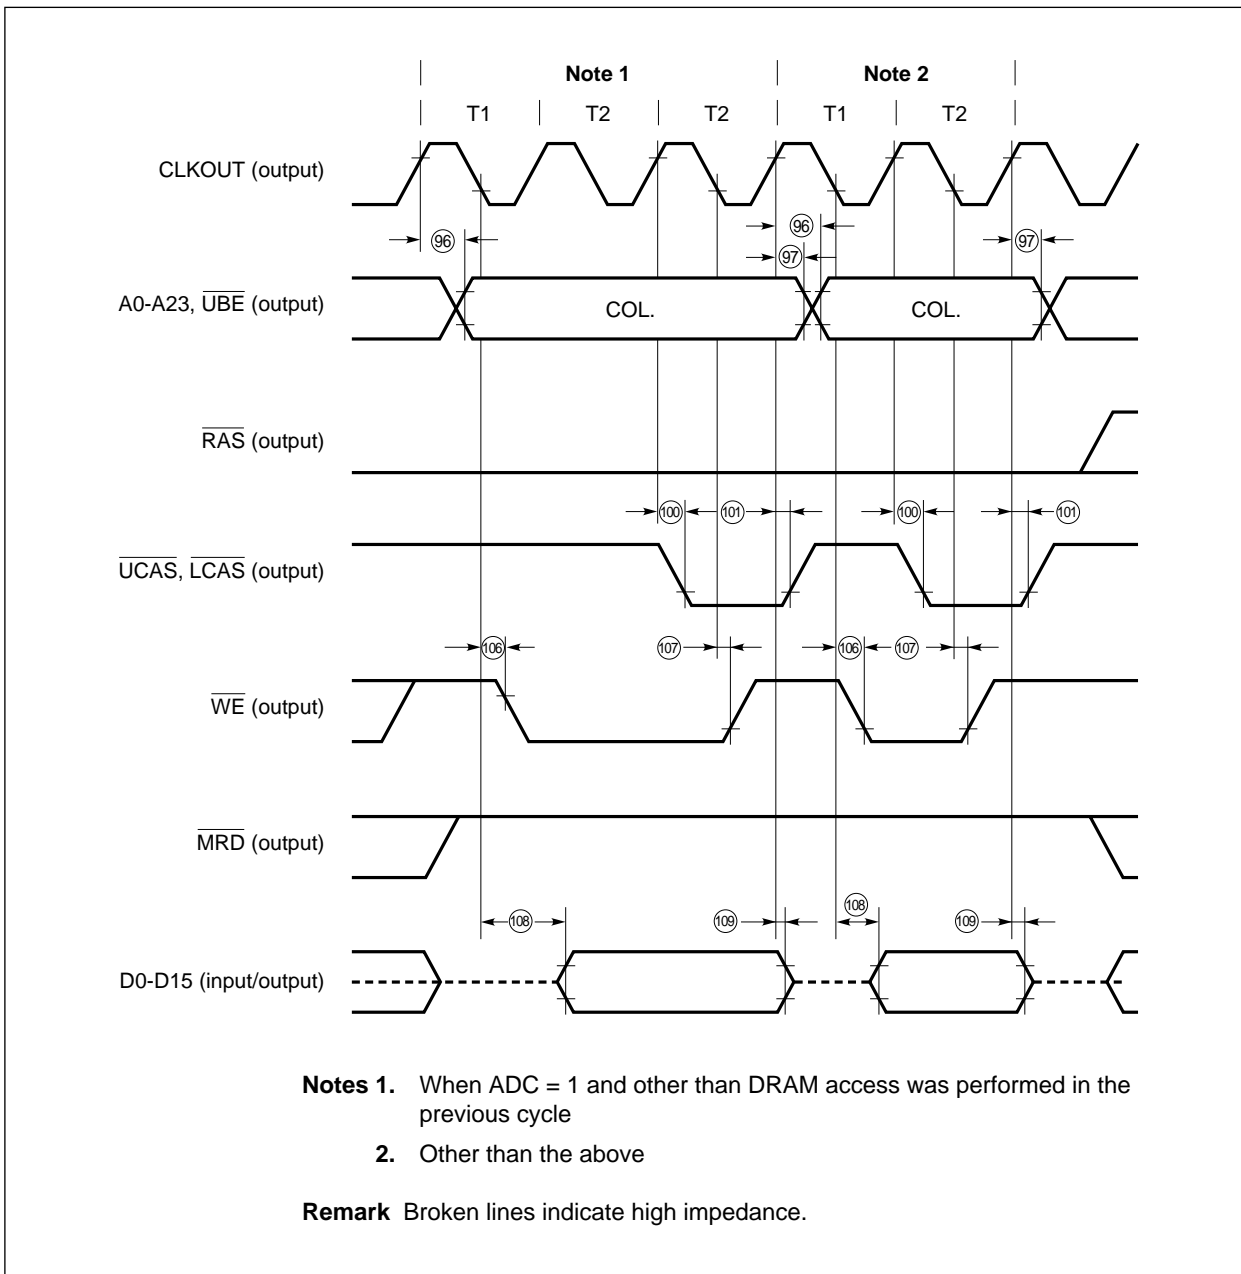 Note 1 Note 2
T1 T2 T2 T1 T2
CLKOUT (output)
96 96 97
97
A0-A23, UBE (output) COL. COL.
RAS (output)
100 101 100 101
UCAS, LCAS (output)
106 107 106 107
WE (output)
MRD (output)
108 109 108 109
D0-D15 (input/output)
Notes 1. When ADC = 1 and other than DRAM access was performed in the
previous cycle
2. Other than the above
Remark Broken lines indicate high impedance.